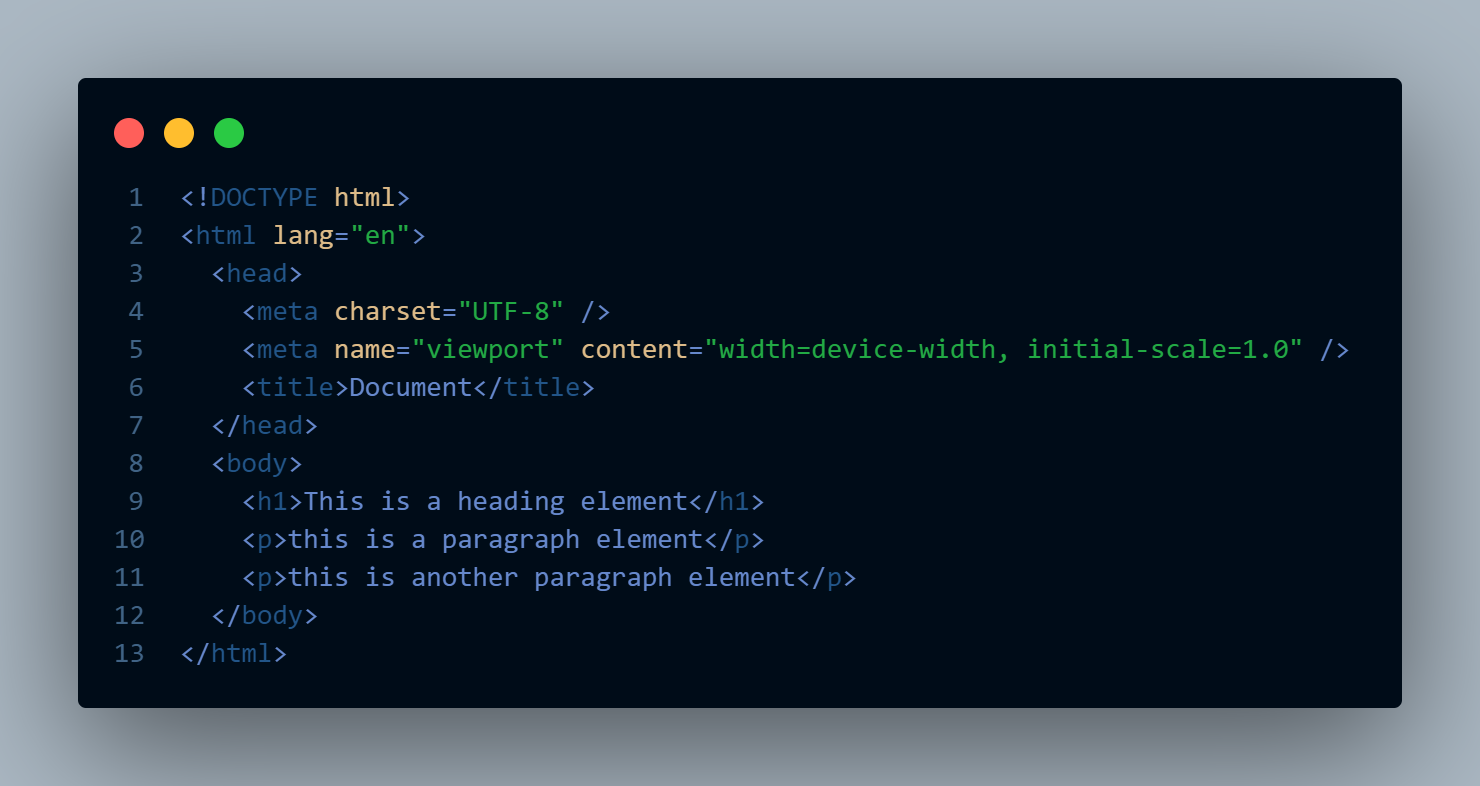 1 <!DOCTYPE html>
2 <html lang="en">
3   <head>
4     <meta charset="UTF-8" />
5     <meta name="viewport" content="width=device-width, initial-scale=1.0" />
6     <title>Document</title>
7   </head>
8   <body>
9     <h1>This is a heading element</h1>
10     <p>this is a paragraph element</p>
11     <p>this is another paragraph element</p>
12   </body>
13 </html>